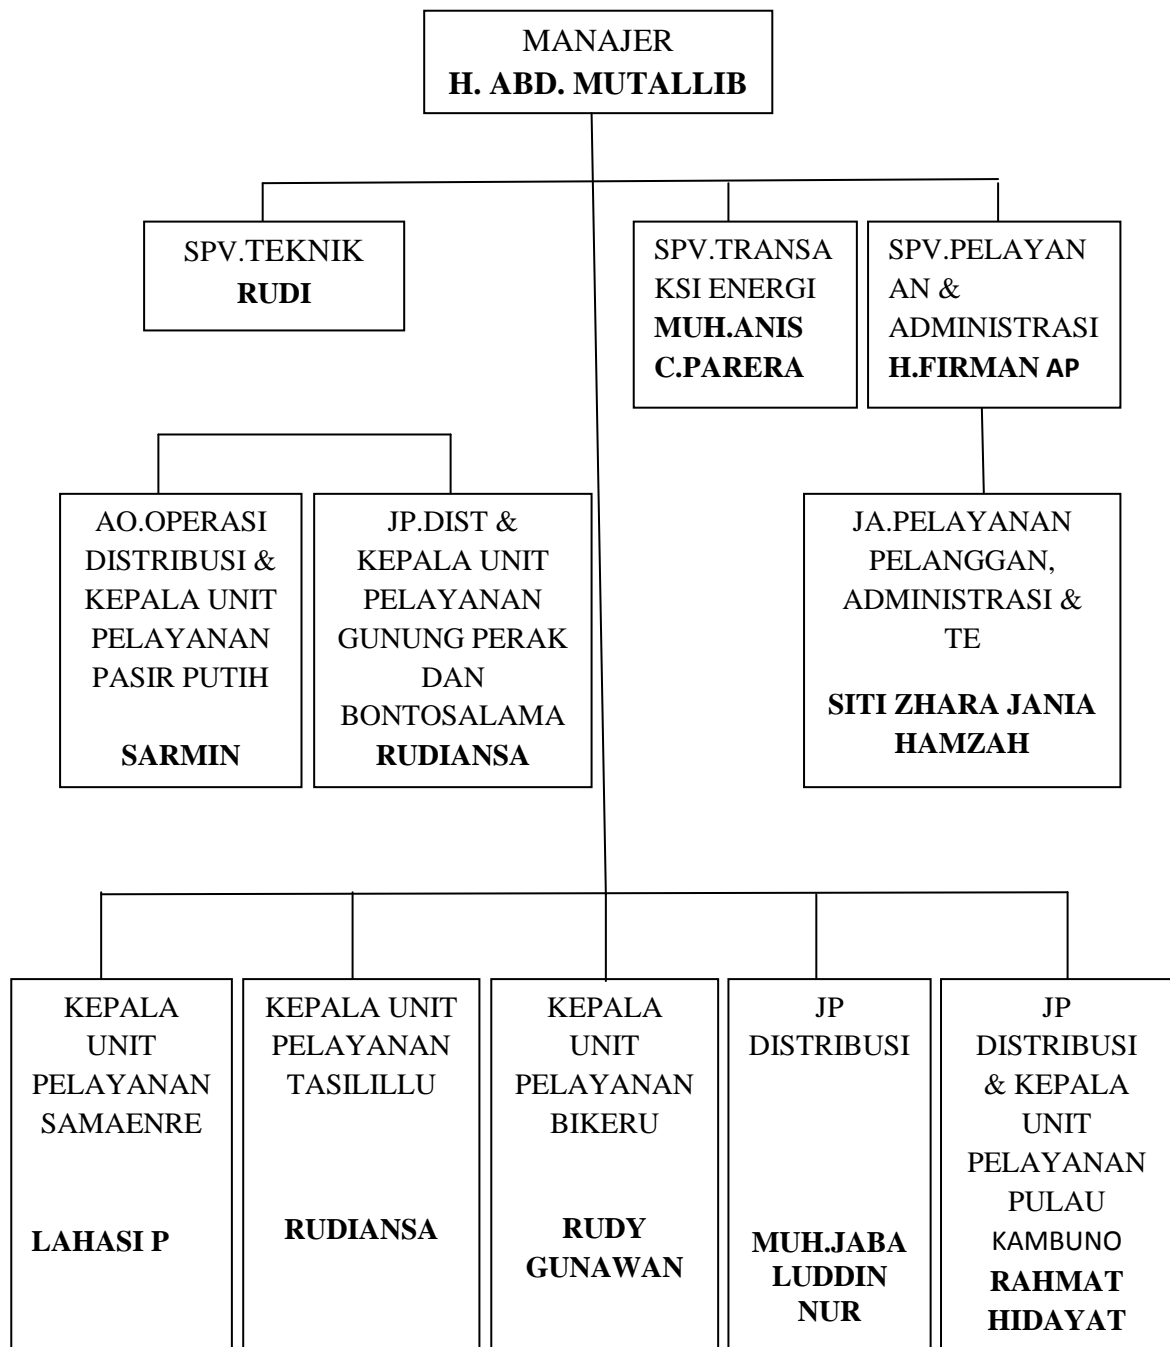 MANAJER
H. ABD. MUTALLIB
SPV.TEKNIK
RUDI
SPV.TRANSA
KSI ENERGI
MUH.ANIS
C.PARERA
SPV.PELAYAN
AN &
ADMINISTRASI
H.FIRMAN AP
AO.OPERASI
DISTRIBUSI &
KEPALA UNIT
PELAYANAN
PASIR PUTIH
SARMIN
JP.DIST &
KEPALA UNIT
PELAYANAN
GUNUNG PERAK
DAN
BONTOSALAMA
RUDIANSA
JA.PELAYANAN
PELANGGAN,
ADMINISTRASI &
TE
SITI ZHARA JANIA
HAMZAH
KEPALA
UNIT
PELAYANAN
SAMAENRE
LAHASI P
KEPALA UNIT
PELAYANAN
TASILILLU
RUDIANSA
KEPALA
UNIT
PELAYANAN
BIKERU
RUDY
GUNAWAN
JP
DISTRIBUSI
MUH.JABA
LUDDIN
NUR
JP
DISTRIBUSI
& KEPALA
UNIT
PELAYANAN
PULAU
KAMBUNO
RAHMAT
HIDAYAT